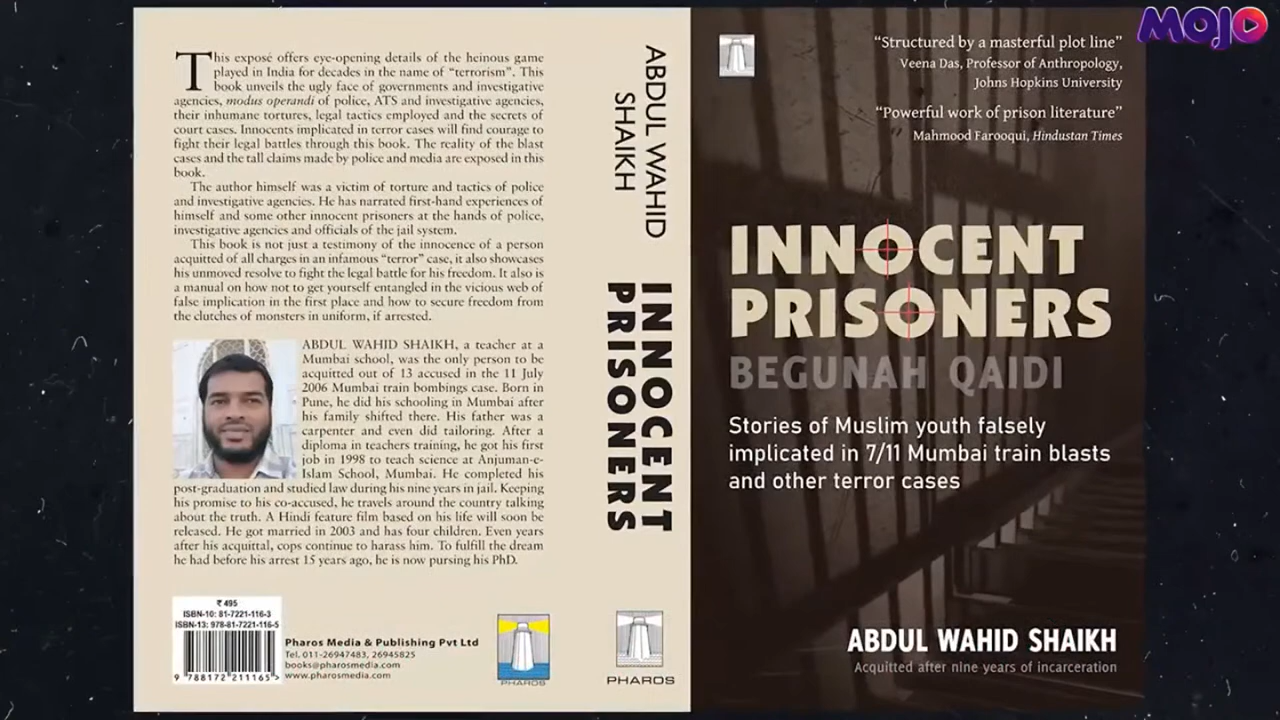 MOJO
This exposé offers eye-opening details of the heinous game
played in India for decades in the name of “terrorism”. This
book unveils the ugly face of governments and investigative
agencies, modus operandi of police, ATS and investigative agencies,
their inhumane tortures, legal tactics employed and the secrets of
court cases. Innocents implicated in terror cases will find courage to
fight their legal battles through this book. The reality of the blast
cases and the tall claims made by police and media are exposed in this
book.
The author himself was a victim of torture and tactics of police
and investigative agencies. He has narrated first-hand experiences of
himself and some other innocent prisoners at the hands of police,
investigative agencies and officials of the jail system.
This book is not just a testimony of the innocence of a person
acquitted of all charges in an infamous “terror” case, it also showcases
his unmoved resolve to fight the legal battle for his freedom. It also is
a manual on how not to get yourself entangled in the vicious web of
false implication in the first place and how to secure freedom from
the clutches of monsters in uniform, if arrested.
ABDUL WAHID SHAIKH, a teacher at a
Mumbai school, was the only person to be
acquitted out of 13 accused in the 11 July
2006 Mumbai train bombings case. Born in
Pune, he did his schooling in Mumbai after
his family shifted there. His father was a
carpenter and even did tailoring. After a
diploma in teachers training, he got his first
job in 1998 to teach science at Anjuman-e-
Islam School, Mumbai. He completed his
post-graduation and studied law during his nine years in jail. Keeping
his promise to his co-accused, he travels around the country talking
about the truth. A Hindi feature film based on his life will soon be
released. He got married in 2003 and has four children. Even years
after his acquittal, cops continue to harass him. To fulfill the dream
he had before his arrest 15 years ago, he is now pursing his PhD.
₹ 495
ISBN-10: 81-7221-116-3
ISBN-13: 978-81-7221-116-5
9 788172 211165
Pharos Media & Publishing Pvt Ltd
Tel. 011-26947483, 26945825
books@pharosmedia.com
www.pharosmedia.com
PHAROS
ABDUL WAHID
SHAIKH
INNOCENT
PRISONERS
PHAROS
“Structured by a masterful plot line”
Veena Das, Professor of Anthropology,
Johns Hopkins University
“Powerful work of prison literature”
Mahmood Farooqui, Hindustan Times
INNOCENT
PRISONERS
BEGUNAH QAIDI
Stories of Muslim youth falsely
implicated in 7/11 Mumbai train blasts
and other terror cases
ABDUL WAHID SHAIKH
Acquitted after nine years of incarceration